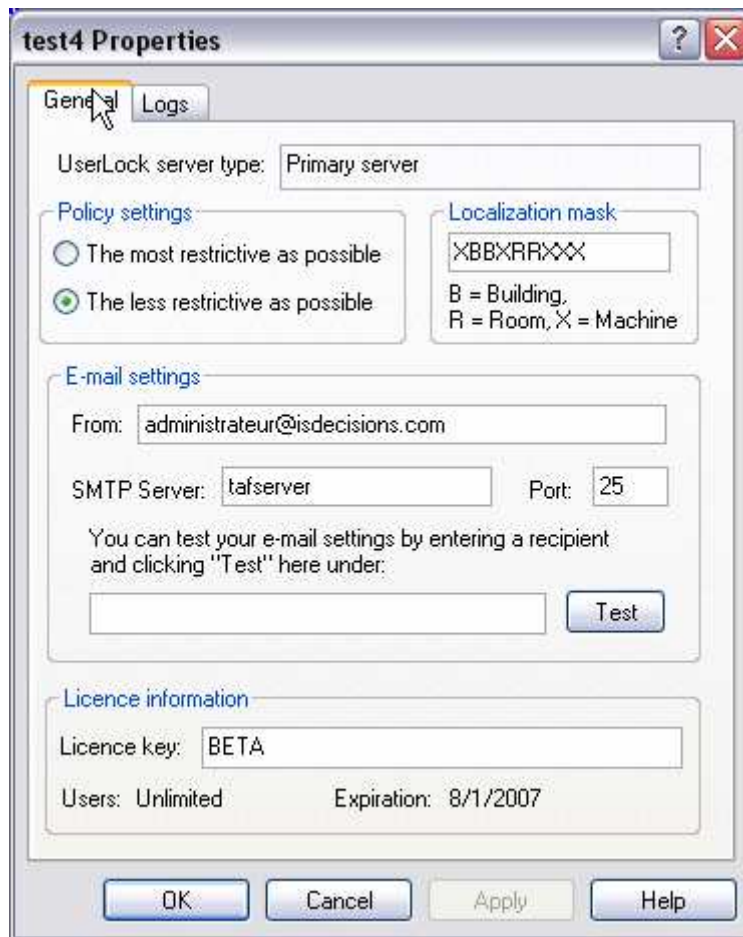 test4 Properties
General
Logs
UserLock server type: Primary server
Policy settings
The most restrictive as possible
The less restrictive as possible
Localization mask
XBBXRRXXX
B = Building,
R = Room, X = Machine
E-mail settings
From: administrateur@isdecisions.com
SMTP Server: tafserver
Port: 25
You can test your e-mail settings by entering a recipient
and clicking "Test" here under:
Test
Licence information
Licence key: BETA
Users: Unlimited
Expiration: 8/1/2007
OK
Cancel
Apply
Help